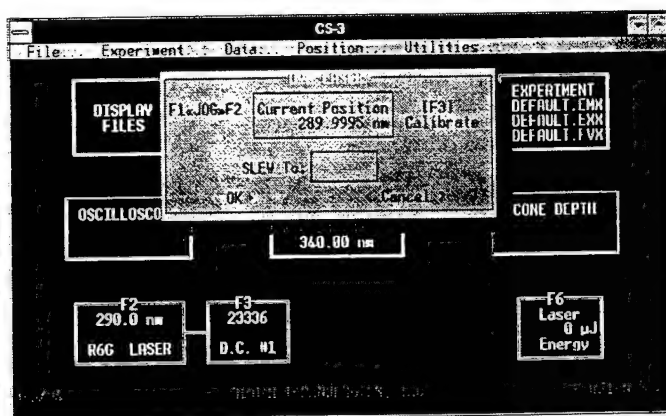 CS-3
File... Experiment... Data... Position... Utilities...
DISPLAY
FILES
F1«JOG»F2
Current Position
289.9995 nm
[F3]
Calibrate
SLEW To:
OK
Cancel
EXPERIMENT
DEFAULT.EMX
DEFAULT.EXX
DEFAULT.FVX
OSCILLOSCO
340.00 nm
CONE DEPTH
F2
290.0 nm
R6G LASER
F3
23336
D.C. #1
F6
Laser
0 µJ
Energy